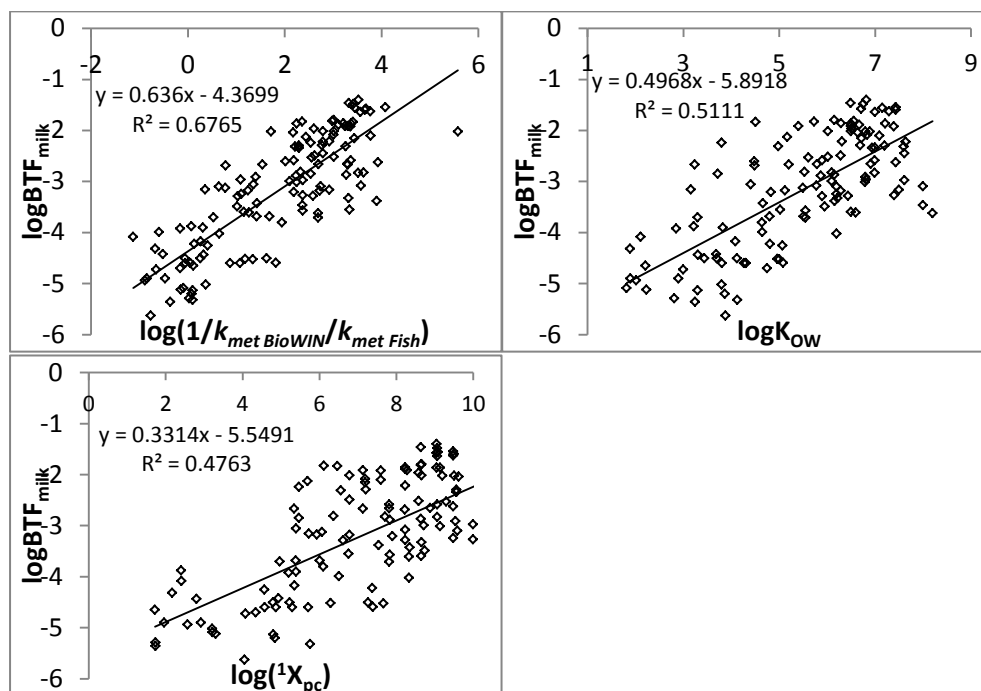 0
-2 0 2 4 6
-1
y = 0.636x - 4.3699
R² = 0.6765
-2
-3
-4
-5
-6
logBTFmilk
log(1/kmet BioWIN/kmet Fish)
0
1 3 5 7 9
-1
y = 0.4968x - 5.8918
R² = 0.5111
-2
-3
-4
-5
-6
logBTFmilk
logKOW
0
0 2 4 6 8 10
-1
y = 0.3314x - 5.5491
R² = 0.4763
-2
-3
-4
-5
-6
logBTFmilk
log(¹Xpc)